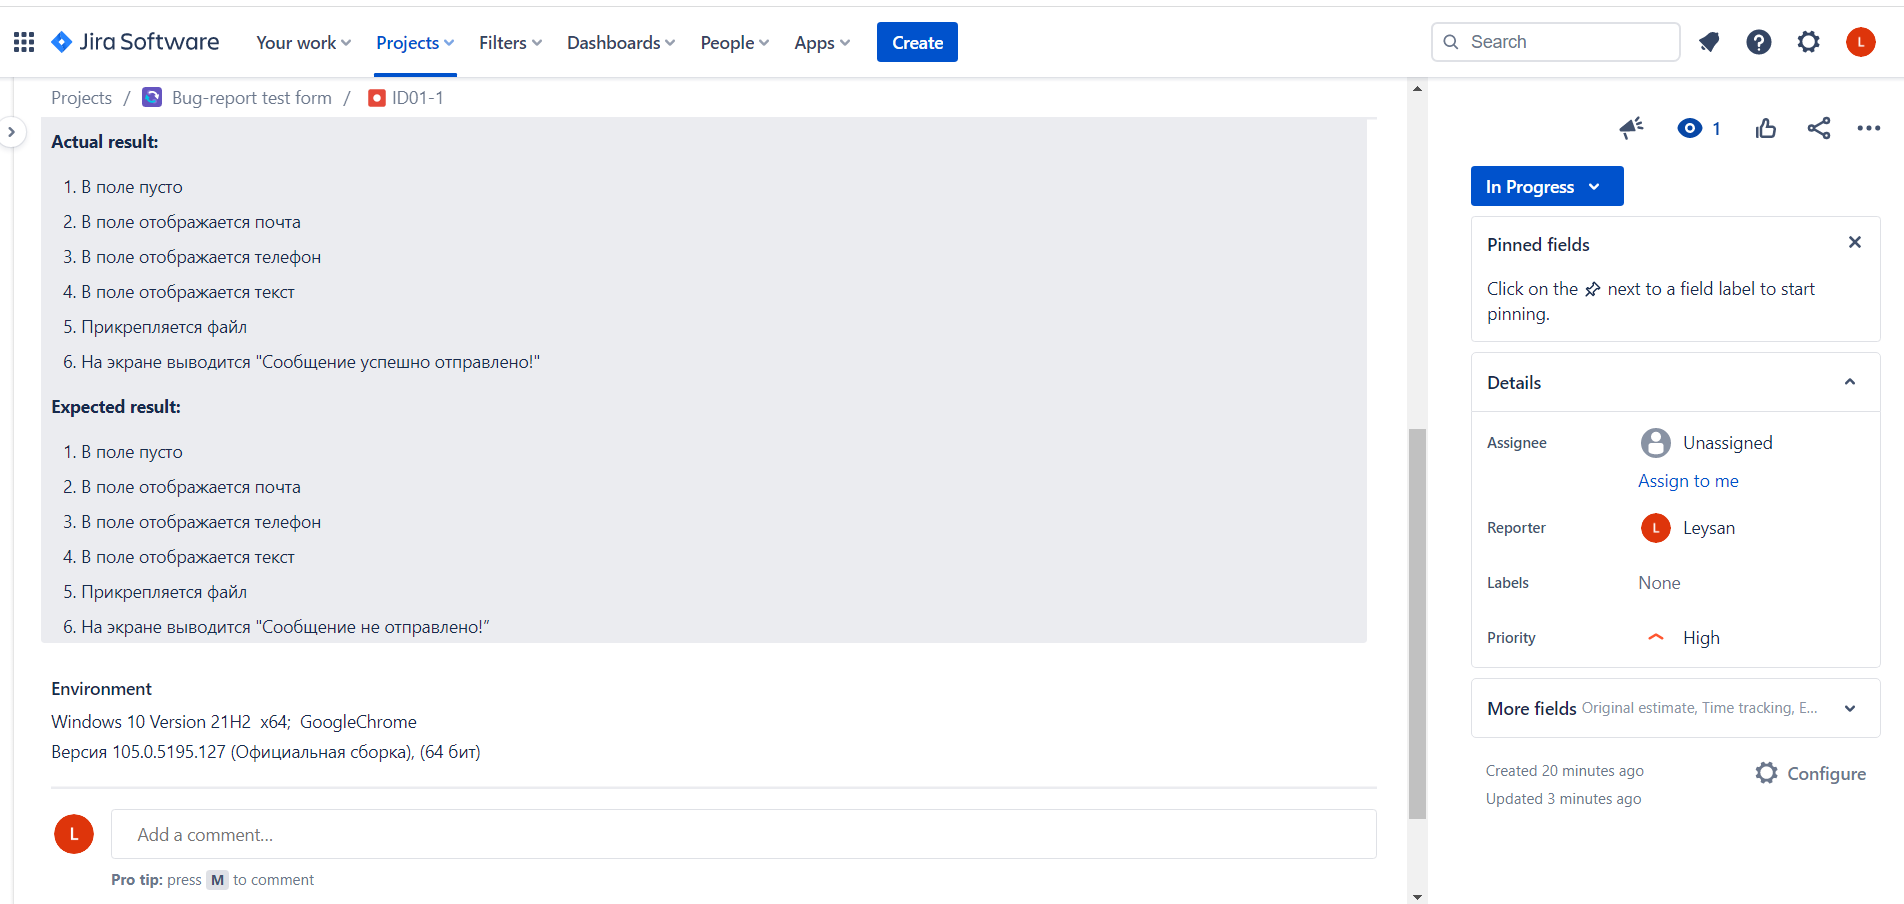 Jira Software Your work Projects Filters Dashboards People Apps Create Search L
Projects / Bug-report test form / ID01-1
Actual result:
1. В поле пусто
2. В поле отображается почта
3. В поле отображается телефон
4. В поле отображается текст
5. Прикрепляется файл
6. На экране выводится "Сообщение успешно отправлено!"
Expected result:
1. В поле пусто
2. В поле отображается почта
3. В поле отображается телефон
4. В поле отображается текст
5. Прикрепляется файл
6. На экране выводится "Сообщение не отправлено!”
Environment
Windows 10 Version 21H2 x64; GoogleChrome
Версия 105.0.5195.127 (Официальная сборка), (64 бит)
L Add a comment...
Pro tip: press M to comment
1
In Progress
Pinned fields
Click on the next to a field label to start
pinning.
Details
Assignee Unassigned
Assign to me
Reporter L Leysan
Labels None
Priority High
More fields Original estimate, Time tracking, E...
Created 20 minutes ago
Configure
Updated 3 minutes ago